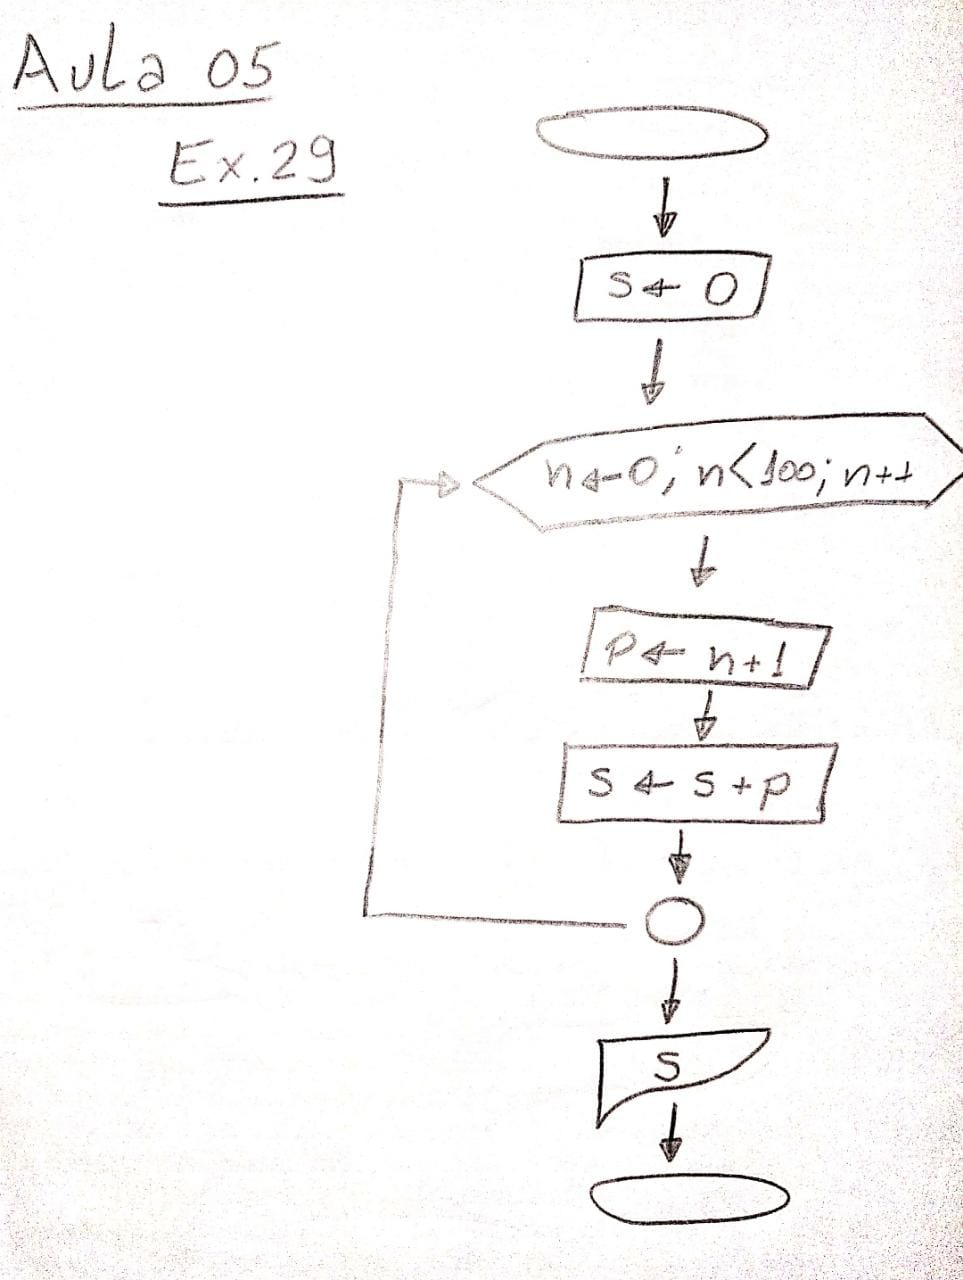 Aula 05
Ex.29
S ← 0
n ← 0; n<100; n++
P ← n+1
S ← S+P
S